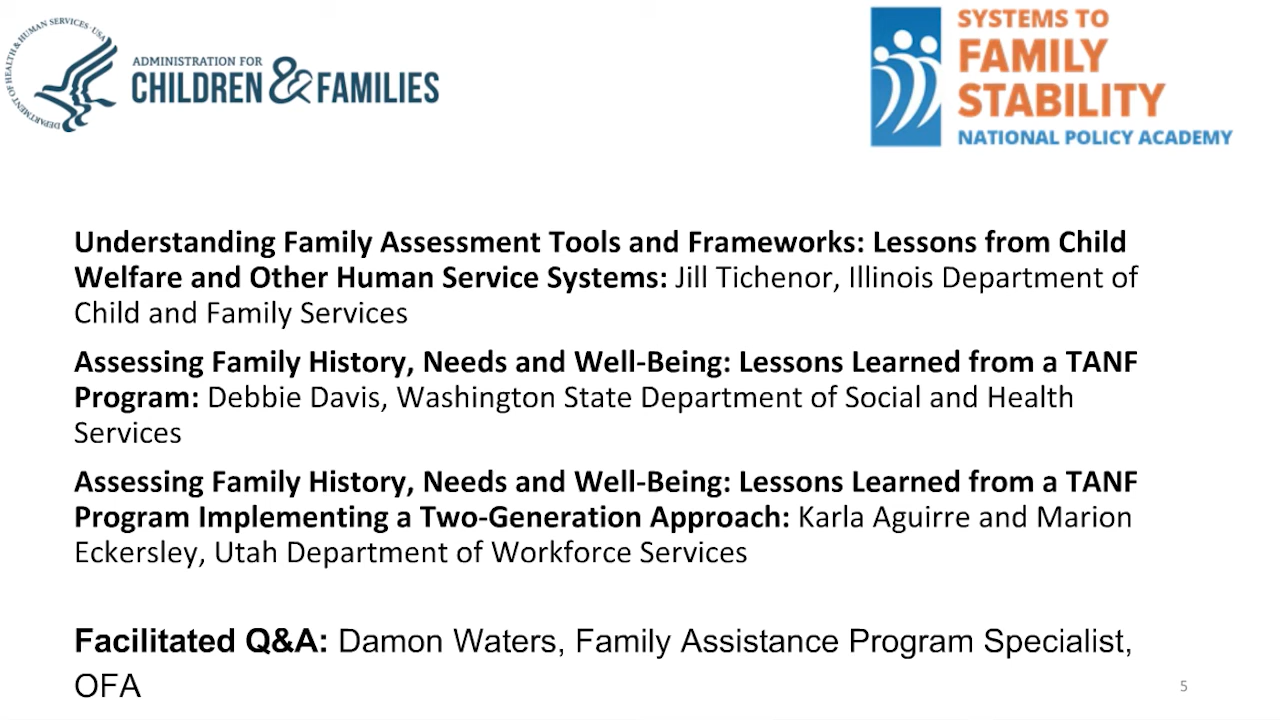 DEPARTMENT OF HEALTH & HUMAN SERVICES · USA
ADMINISTRATION FOR
CHILDREN & FAMILIES
SYSTEMS TO
FAMILY
STABILITY
NATIONAL POLICY ACADEMY
Understanding Family Assessment Tools and Frameworks: Lessons from Child
Welfare and Other Human Service Systems: Jill Tichenor, Illinois Department of
Child and Family Services
Assessing Family History, Needs and Well-Being: Lessons Learned from a TANF
Program: Debbie Davis, Washington State Department of Social and Health
Services
Assessing Family History, Needs and Well-Being: Lessons Learned from a TANF
Program Implementing a Two-Generation Approach: Karla Aguirre and Marion
Eckersley, Utah Department of Workforce Services
Facilitated Q&A: Damon Waters, Family Assistance Program Specialist,
OFA
5